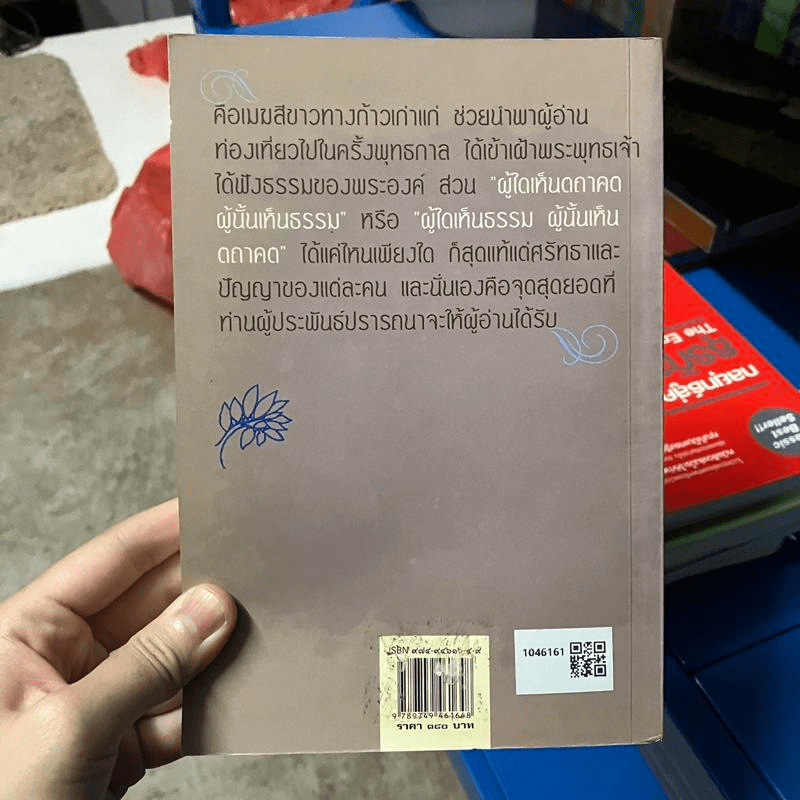 คือเมฆสีขาวทางก้าวเก่าแก่ ช่วยนำพาผู้อ่าน
ท่องเที่ยวไปในครั้งพุทธกาล ได้เข้าเฝ้าพระพุทธเจ้า
ได้ฟังธรรมของพระองค์ ส่วน "ผู้ใดเห็นตถาคต
ผู้นั้นเห็นธรรม" หรือ "ผู้ใดเห็นธรรม ผู้นั้นเห็น
ตถาคต" ได้แค่ไหนเพียงใด ก็สุดแท้แต่ศรัทธาและ
ปัญญาของแต่ละคน และนั่นเองคือจุดสุดยอดที่
ท่านผู้ประพันธ์ปรารถนาจะให้ผู้อ่านได้รับ
ISBN
ราคา ๑๘๐ บาท
1046161
The
กลยุทธ์
Best
Seller!!